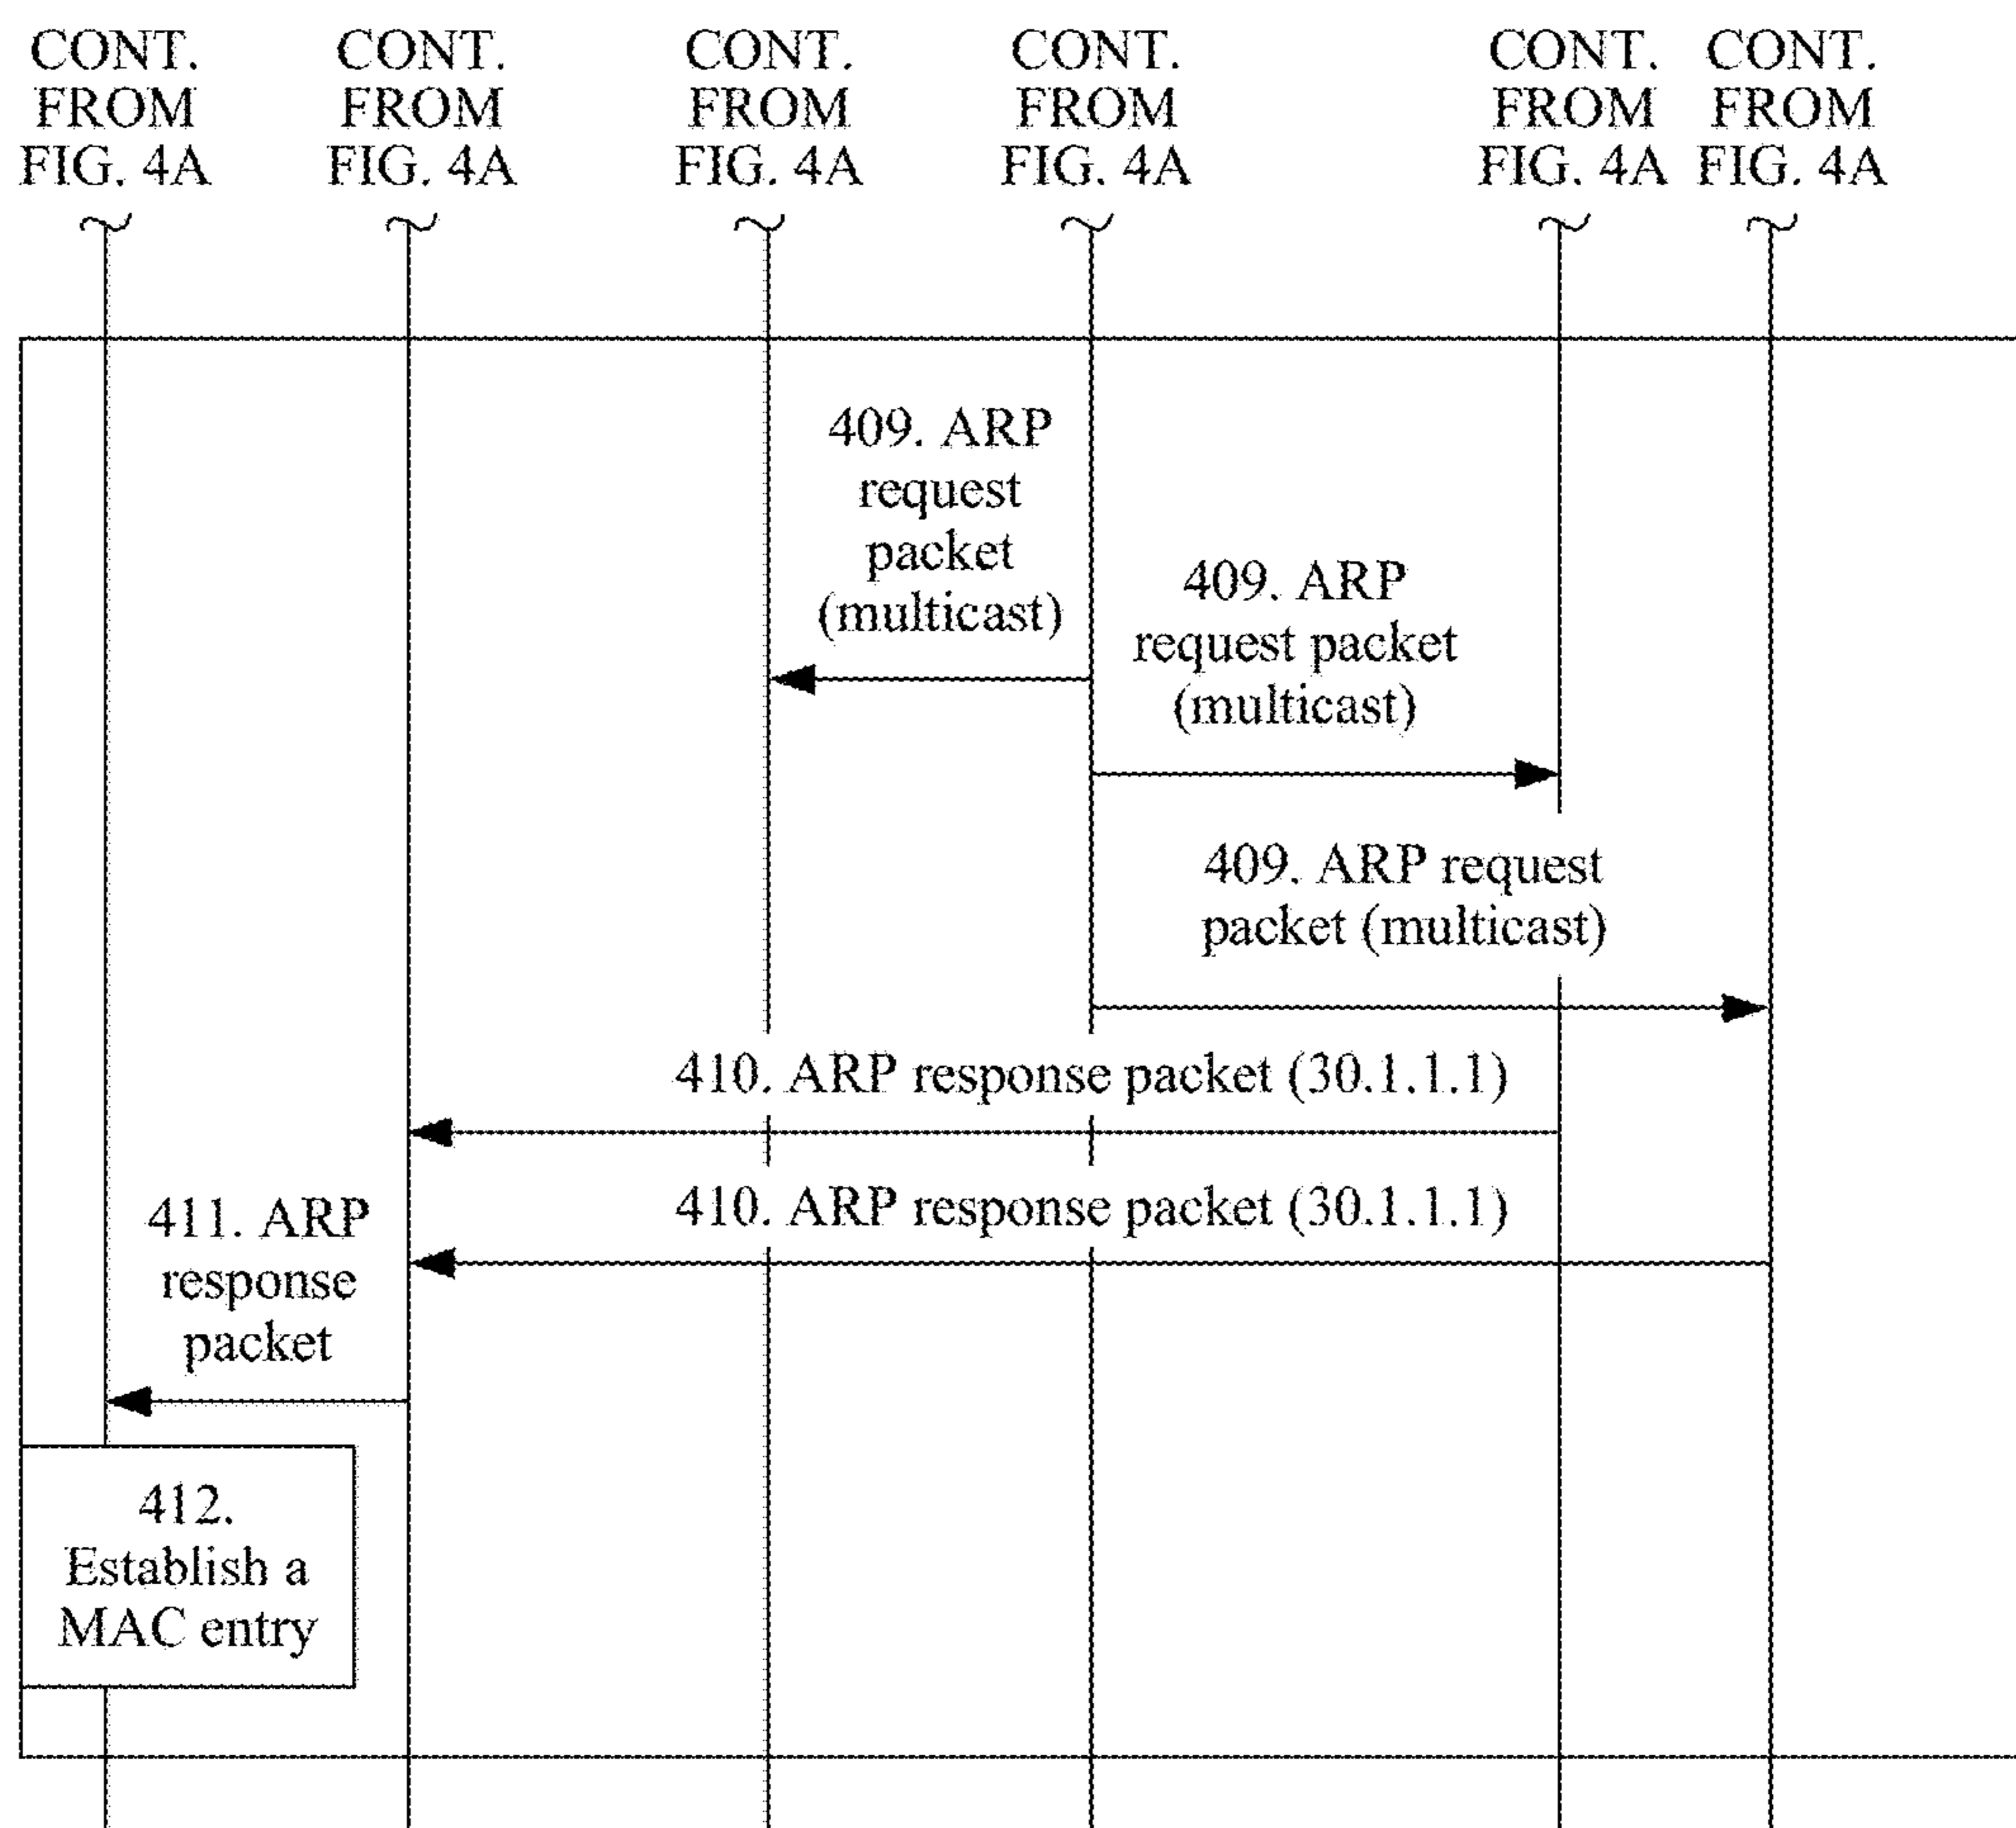 CONT.
FROM
FIG. 4A
CONT.
FROM
FIG. 4A
CONT.
FROM
FIG. 4A
CONT.
FROM
FIG. 4A
CONT.
FROM
FIG. 4A
CONT.
FROM
FIG. 4A
409. ARP
request
packet
(multicast)
409. ARP
request packet
(multicast)
409. ARP request
packet (multicast)
410. ARP response packet (30.1.1.1)
410. ARP response packet (30.1.1.1)
411. ARP
response
packet
412.
Establish a
MAC entry